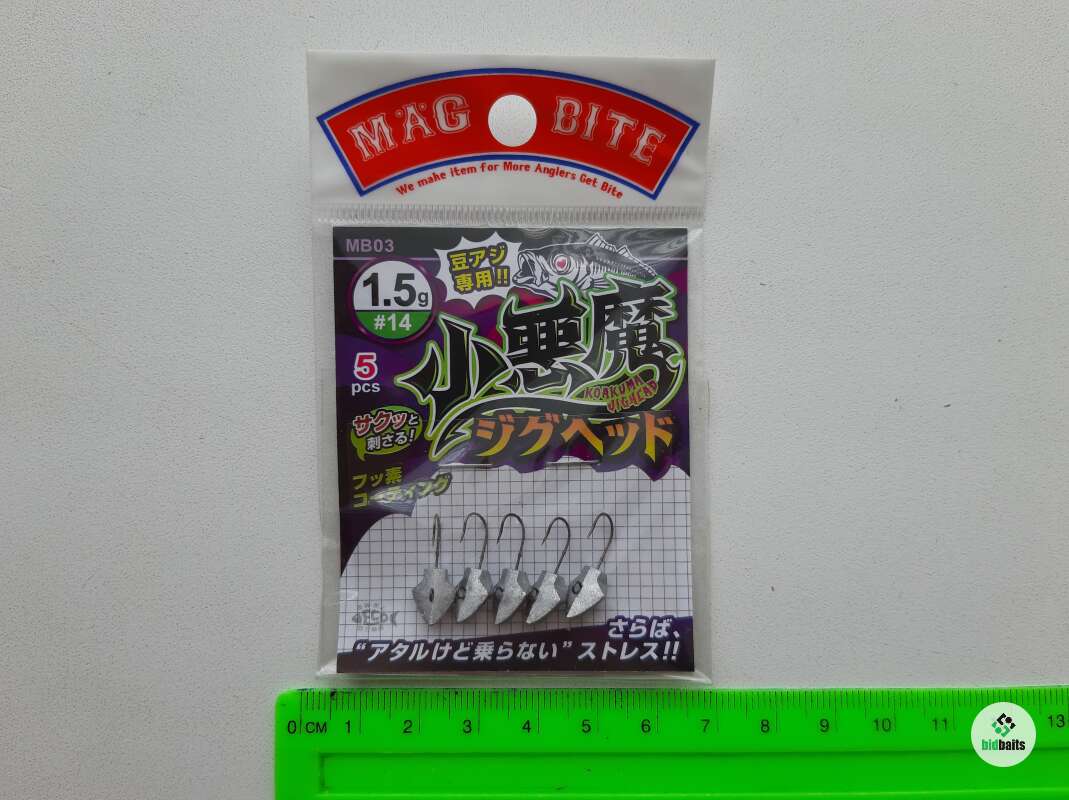 MAG BITE
We make item for More Anglers Get Bite
MB03
豆アジ
専用!!
1.5g
#14
小悪魔
KOAKUMA
JIGHEAD
5
pcs
サクッと
刺さる!
ジグヘッド
フッ素
コーティング
さらば、
“アタルけど乗らない”ストレス!!
0 CM 1 2 3 4 5 6 7 8 9 10 11 13
bidbaits